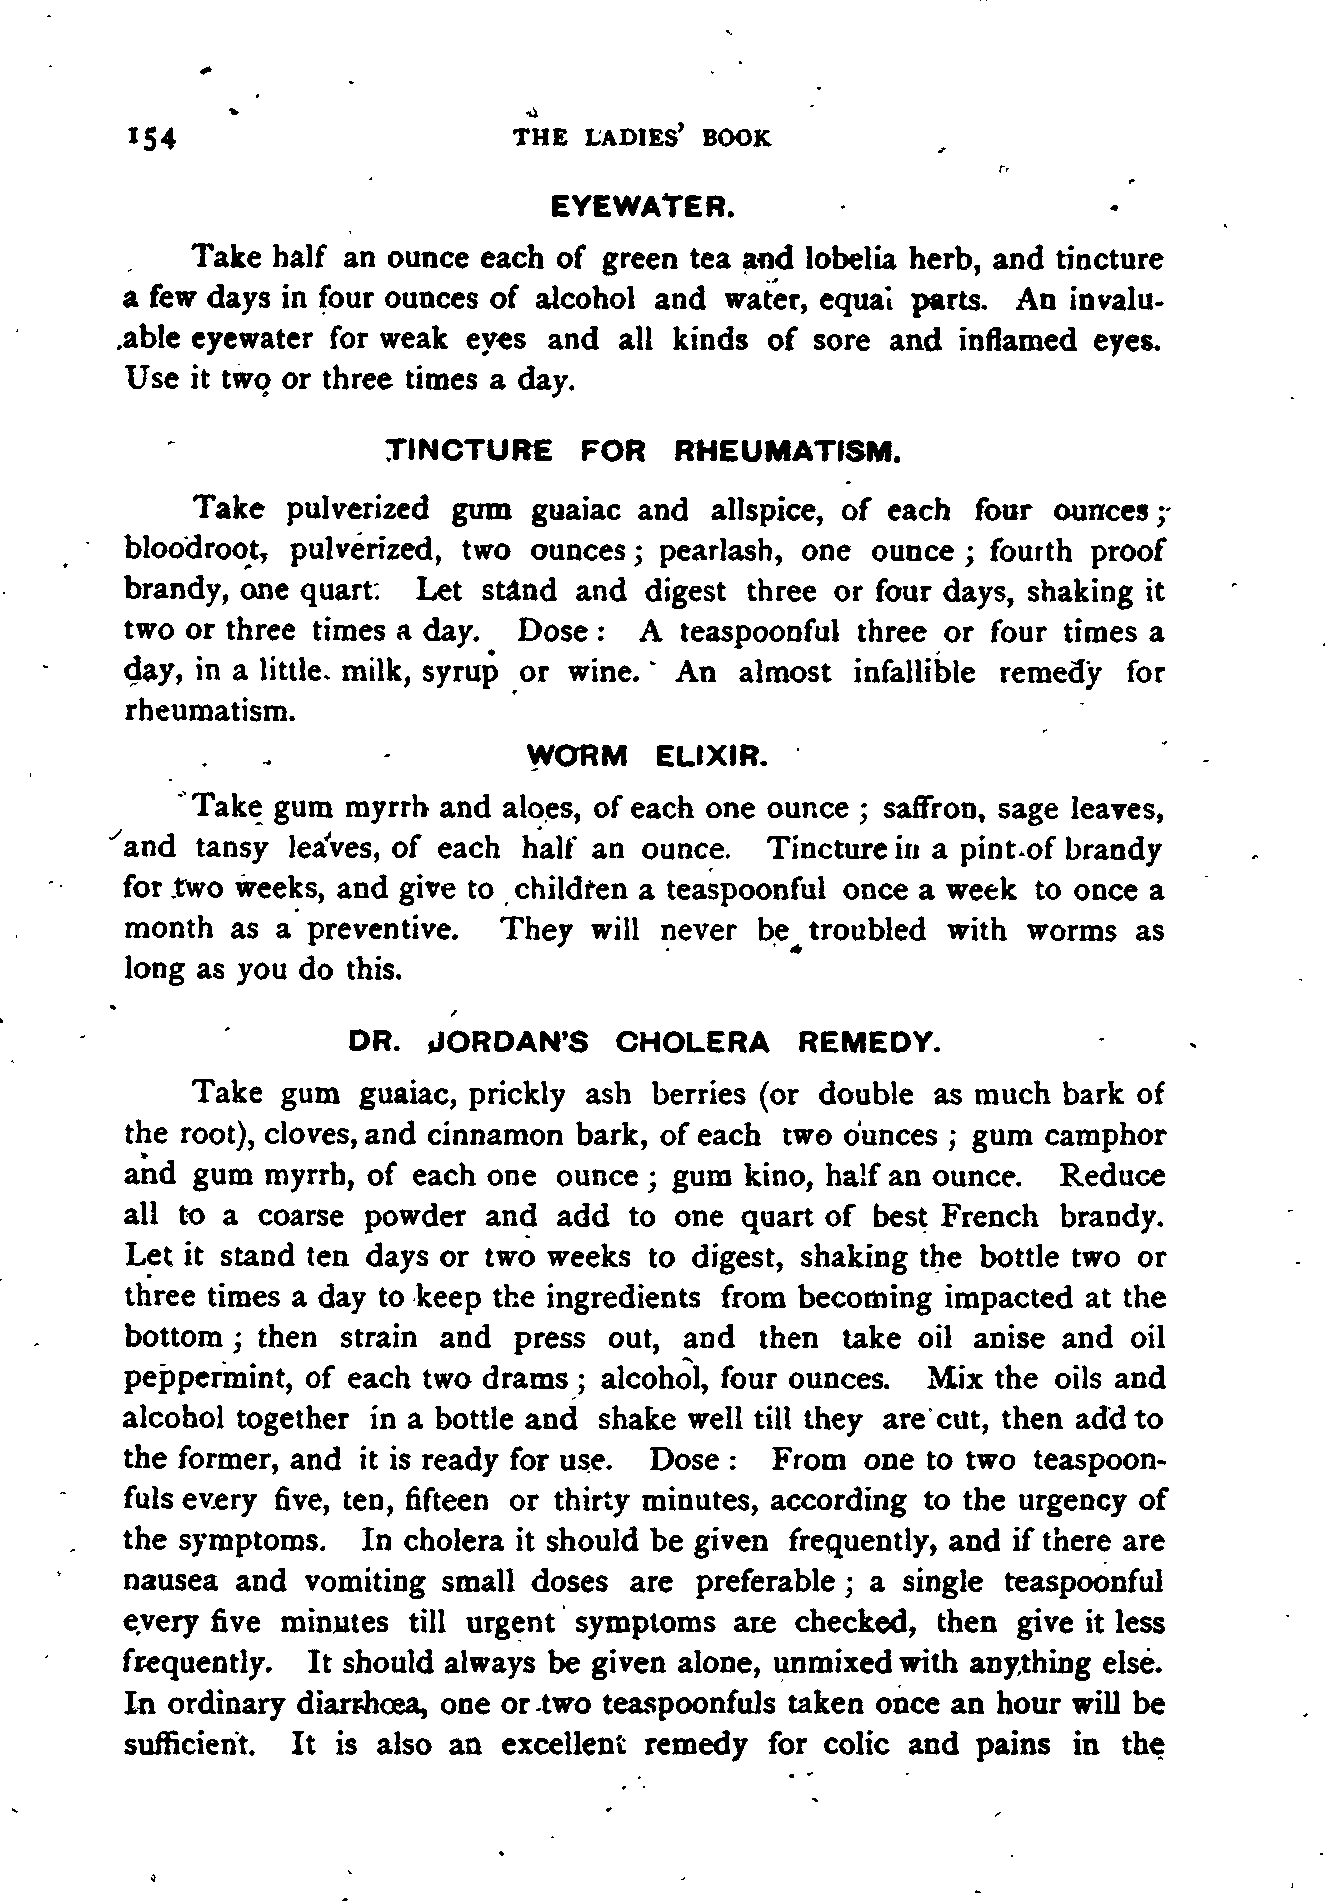 154 THE LADIES' BOOK
EYEWATER.
Take half an ounce each of green tea and lobelia herb, and tincture
a few days in four ounces of alcohol and water, equal parts. An invalu-
able eyewater for weak eyes and all kinds of sore and inflamed eyes.
Use it two or three times a day.
TINCTURE FOR RHEUMATISM.
Take pulverized gum guaiac and allspice, of each four ounces;
bloodroot, pulverized, two ounces; pearlash, one ounce; fourth proof
brandy, one quart. Let stand and digest three or four days, shaking it
two or three times a day. Dose: A teaspoonful three or four times a
day, in a little milk, syrup or wine. An almost infallible remedy for
rheumatism.
WORM ELIXIR.
Take gum myrrh and aloes, of each one ounce; saffron, sage leaves,
and tansy leaves, of each half an ounce. Tincture in a pint of brandy
for two weeks, and give to children a teaspoonful once a week to once a
month as a preventive. They will never be troubled with worms as
long as you do this.
DR. JORDAN'S CHOLERA REMEDY.
Take gum guaiac, prickly ash berries (or double as much bark of
the root), cloves, and cinnamon bark, of each two ounces; gum camphor
and gum myrrh, of each one ounce; gum kino, half an ounce. Reduce
all to a coarse powder and add to one quart of best French brandy.
Let it stand ten days or two weeks to digest, shaking the bottle two or
three times a day to keep the ingredients from becoming impacted at the
bottom; then strain and press out, and then take oil anise and oil
peppermint, of each two drams; alcohol, four ounces. Mix the oils and
alcohol together in a bottle and shake well till they are cut, then add to
the former, and it is ready for use. Dose: From one to two teaspoon-
fuls every five, ten, fifteen or thirty minutes, according to the urgency of
the symptoms. In cholera it should be given frequently, and if there are
nausea and vomiting small doses are preferable; a single teaspoonful
every five minutes till urgent symptoms are checked, then give it less
frequently. It should always be given alone, unmixed with anything else.
In ordinary diarrhœa, one or two teaspoonfuls taken once an hour will be
sufficient. It is also an excellent remedy for colic and pains in the